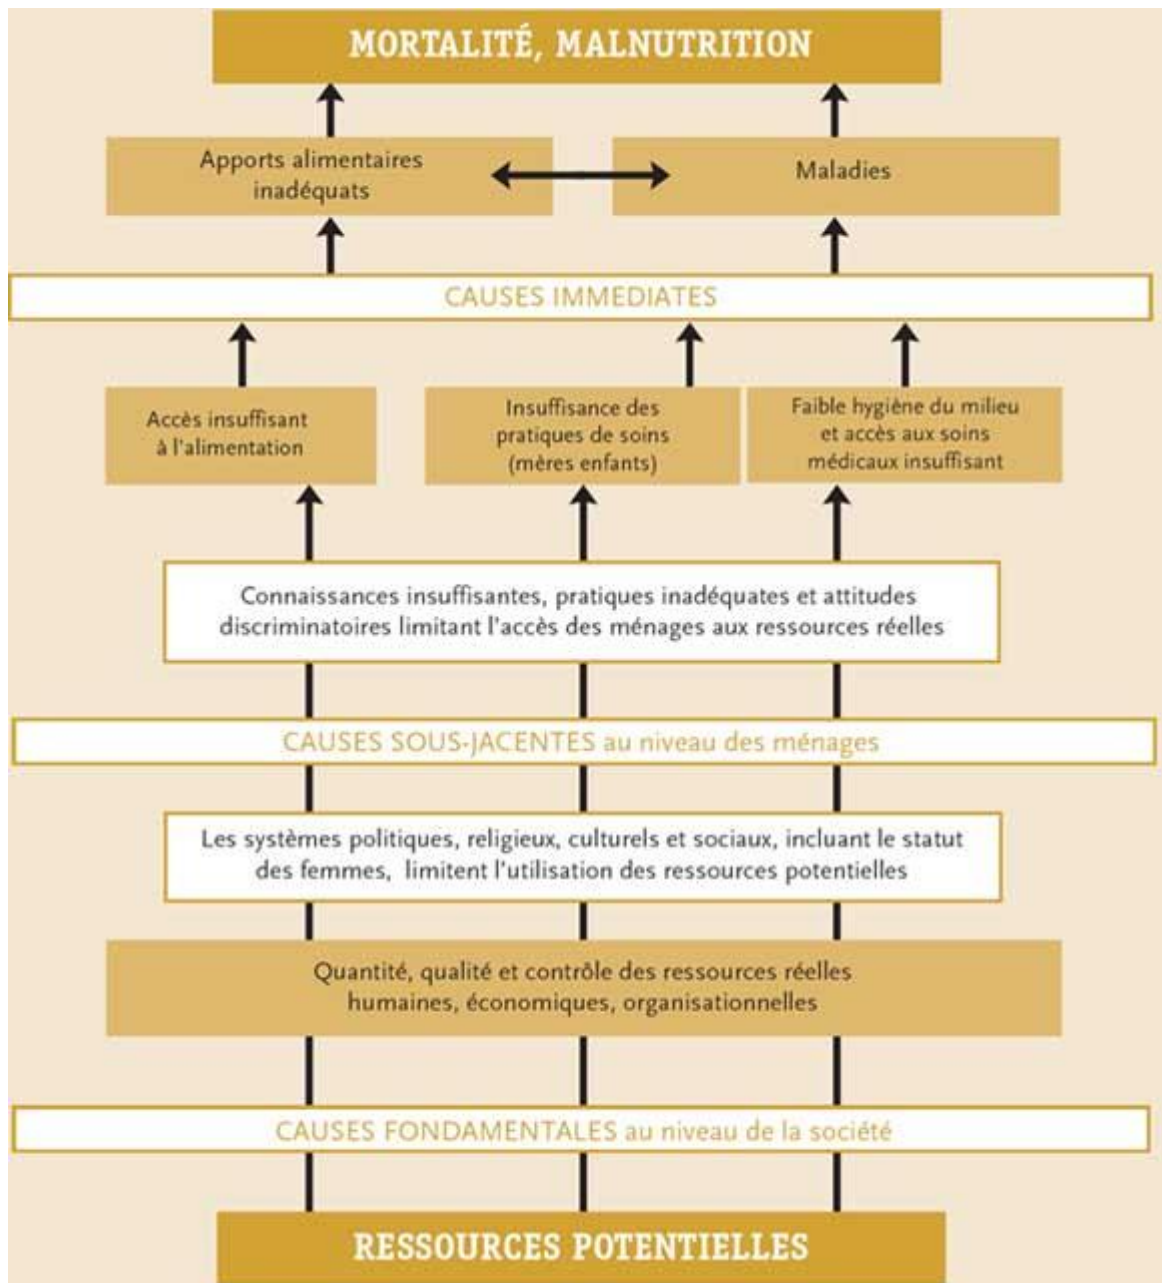 MORTALITÉ, MALNUTRITION
Apports alimentaires
inadéquats
Maladies
CAUSES IMMEDIATES
Accès insuffisant
à l'alimentation
Insuffisance des
pratiques de soins
(mères enfants)
Faible hygiène du milieu
et accès aux soins
médicaux insuffisant
Connaissances insuffisantes, pratiques inadéquates et attitudes
discriminatoires limitant l'accès des ménages aux ressources réelles
CAUSES SOUS-JACENTES au niveau des ménages
Les systèmes politiques, religieux, culturels et sociaux, incluant le statut
des femmes, limitent l'utilisation des ressources potentielles
Quantité, qualité et contrôle des ressources réelles
humaines, économiques, organisationnelles
CAUSES FONDAMENTALES au niveau de la société
RESSOURCES POTENTIELLES